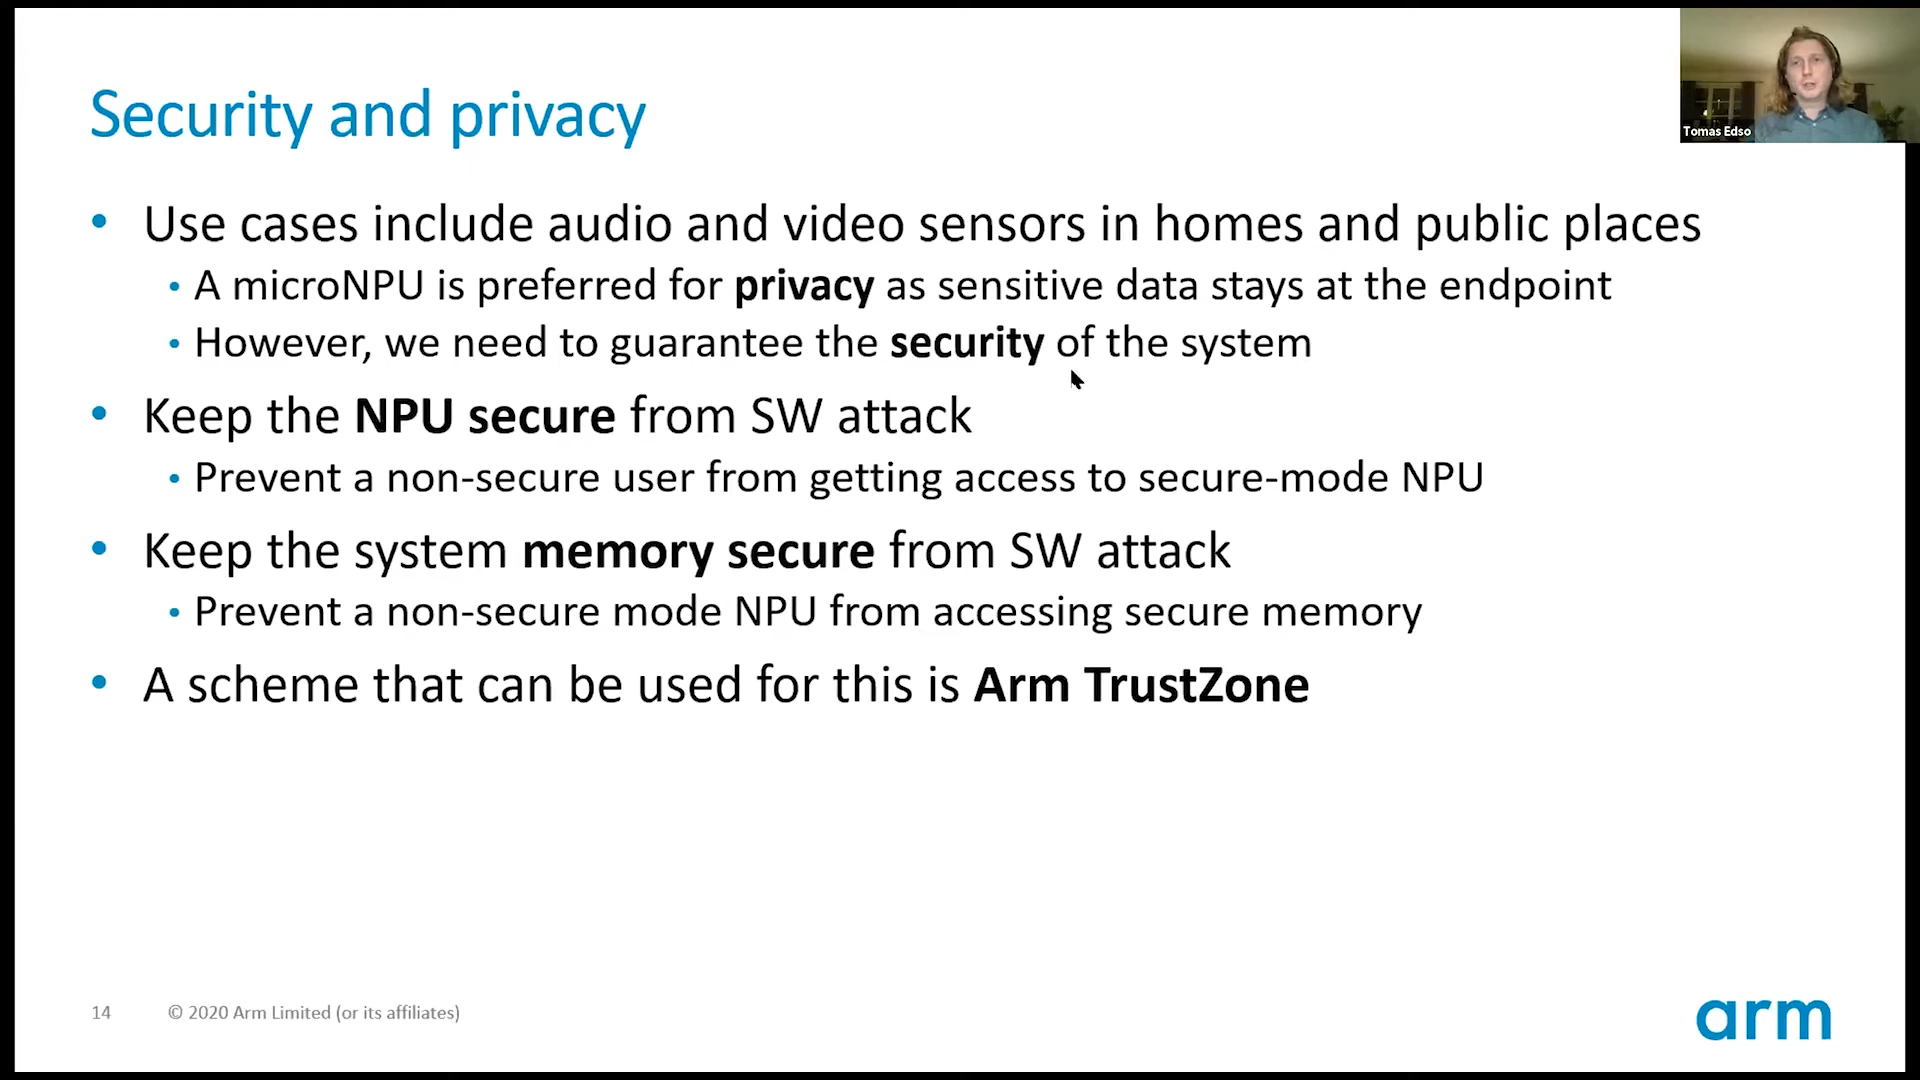 Security and privacy
Tomas Edso
• Use cases include audio and video sensors in homes and public places
• A microNPU is preferred for privacy as sensitive data stays at the endpoint
• However, we need to guarantee the security of the system
• Keep the NPU secure from SW attack
• Prevent a non-secure user from getting access to secure-mode NPU
• Keep the system memory secure from SW attack
• Prevent a non-secure mode NPU from accessing secure memory
• A scheme that can be used for this is Arm TrustZone
14 © 2020 Arm Limited (or its affiliates)
arm